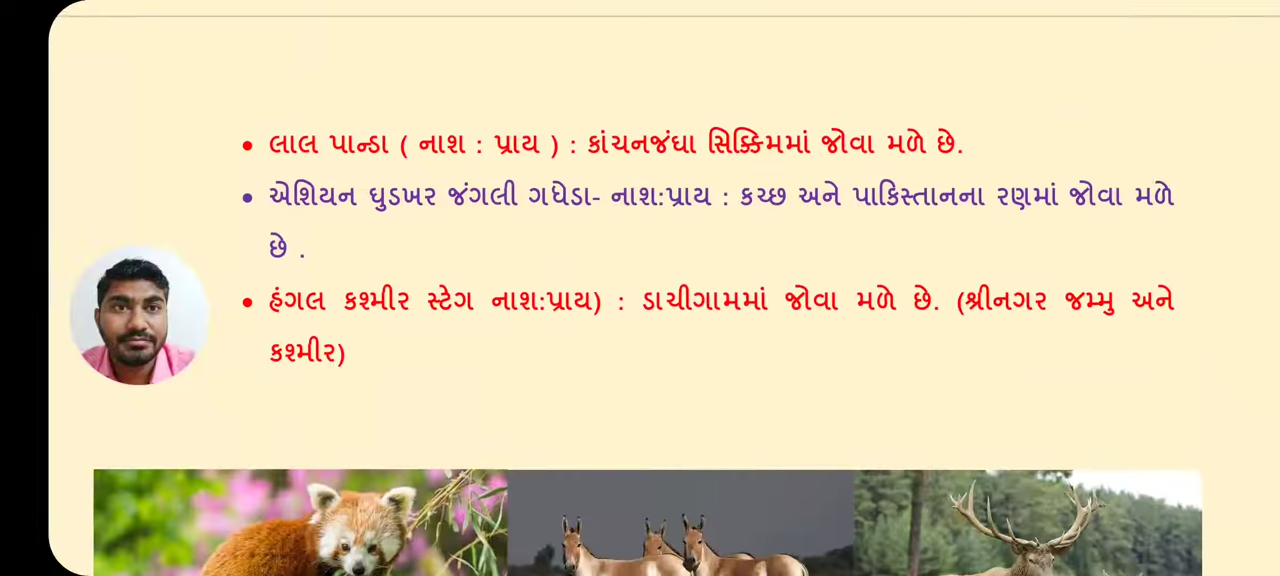 • લાલ પાન્ડા ( નાશ : પ્રાય ) : કાંચનજંઘા સિક્કિમમાં જોવા મળે છે.
• એશિયન ઘુડખર જંગલી ગધેડા- નાશ:પ્રાય : કચ્છ અને પાકિસ્તાનના રણમાં જોવા મળે
છે .
• હંગલ કશ્મીર સ્ટેગ નાશ:પ્રાય) : ડાચીગામમાં જોવા મળે છે. (શ્રીનગર જમ્મુ અને
કશ્મીર)